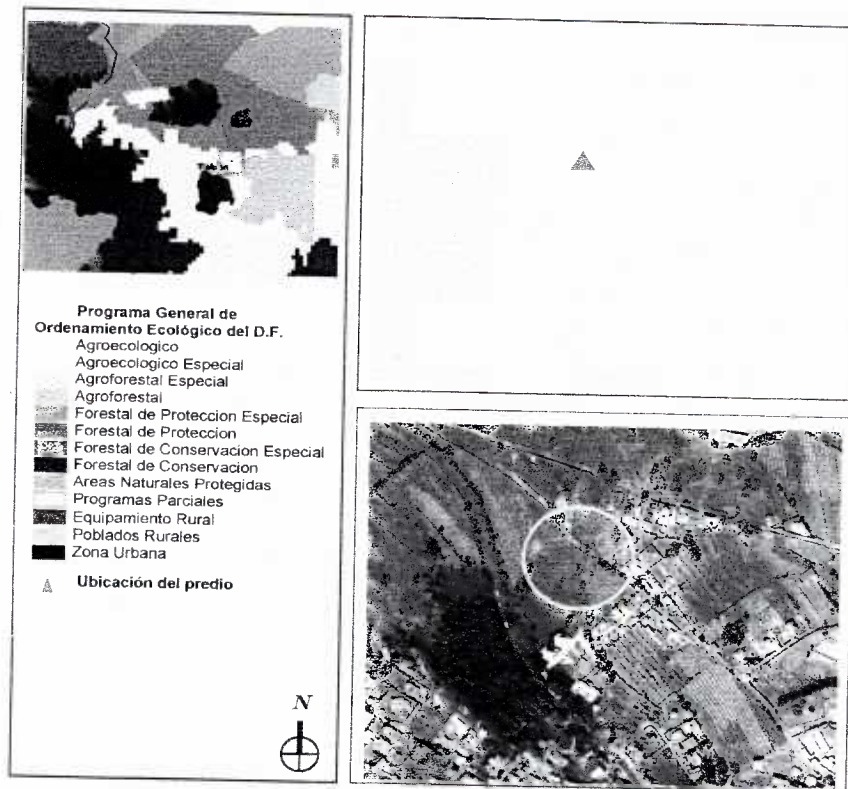 Programa General de
Ordenamiento Ecológico del D.F.
Agroecologico
Agroecologico Especial
Agroforestal Especial
Agroforestal
Forestal de Proteccion Especial
Forestal de Proteccion
Forestal de Conservacion Especial
Forestal de Conservacion
Areas Naturales Protegidas
Programas Parciales
Equipamiento Rural
Poblados Rurales
Zona Urbana
Ubicación del predio
N